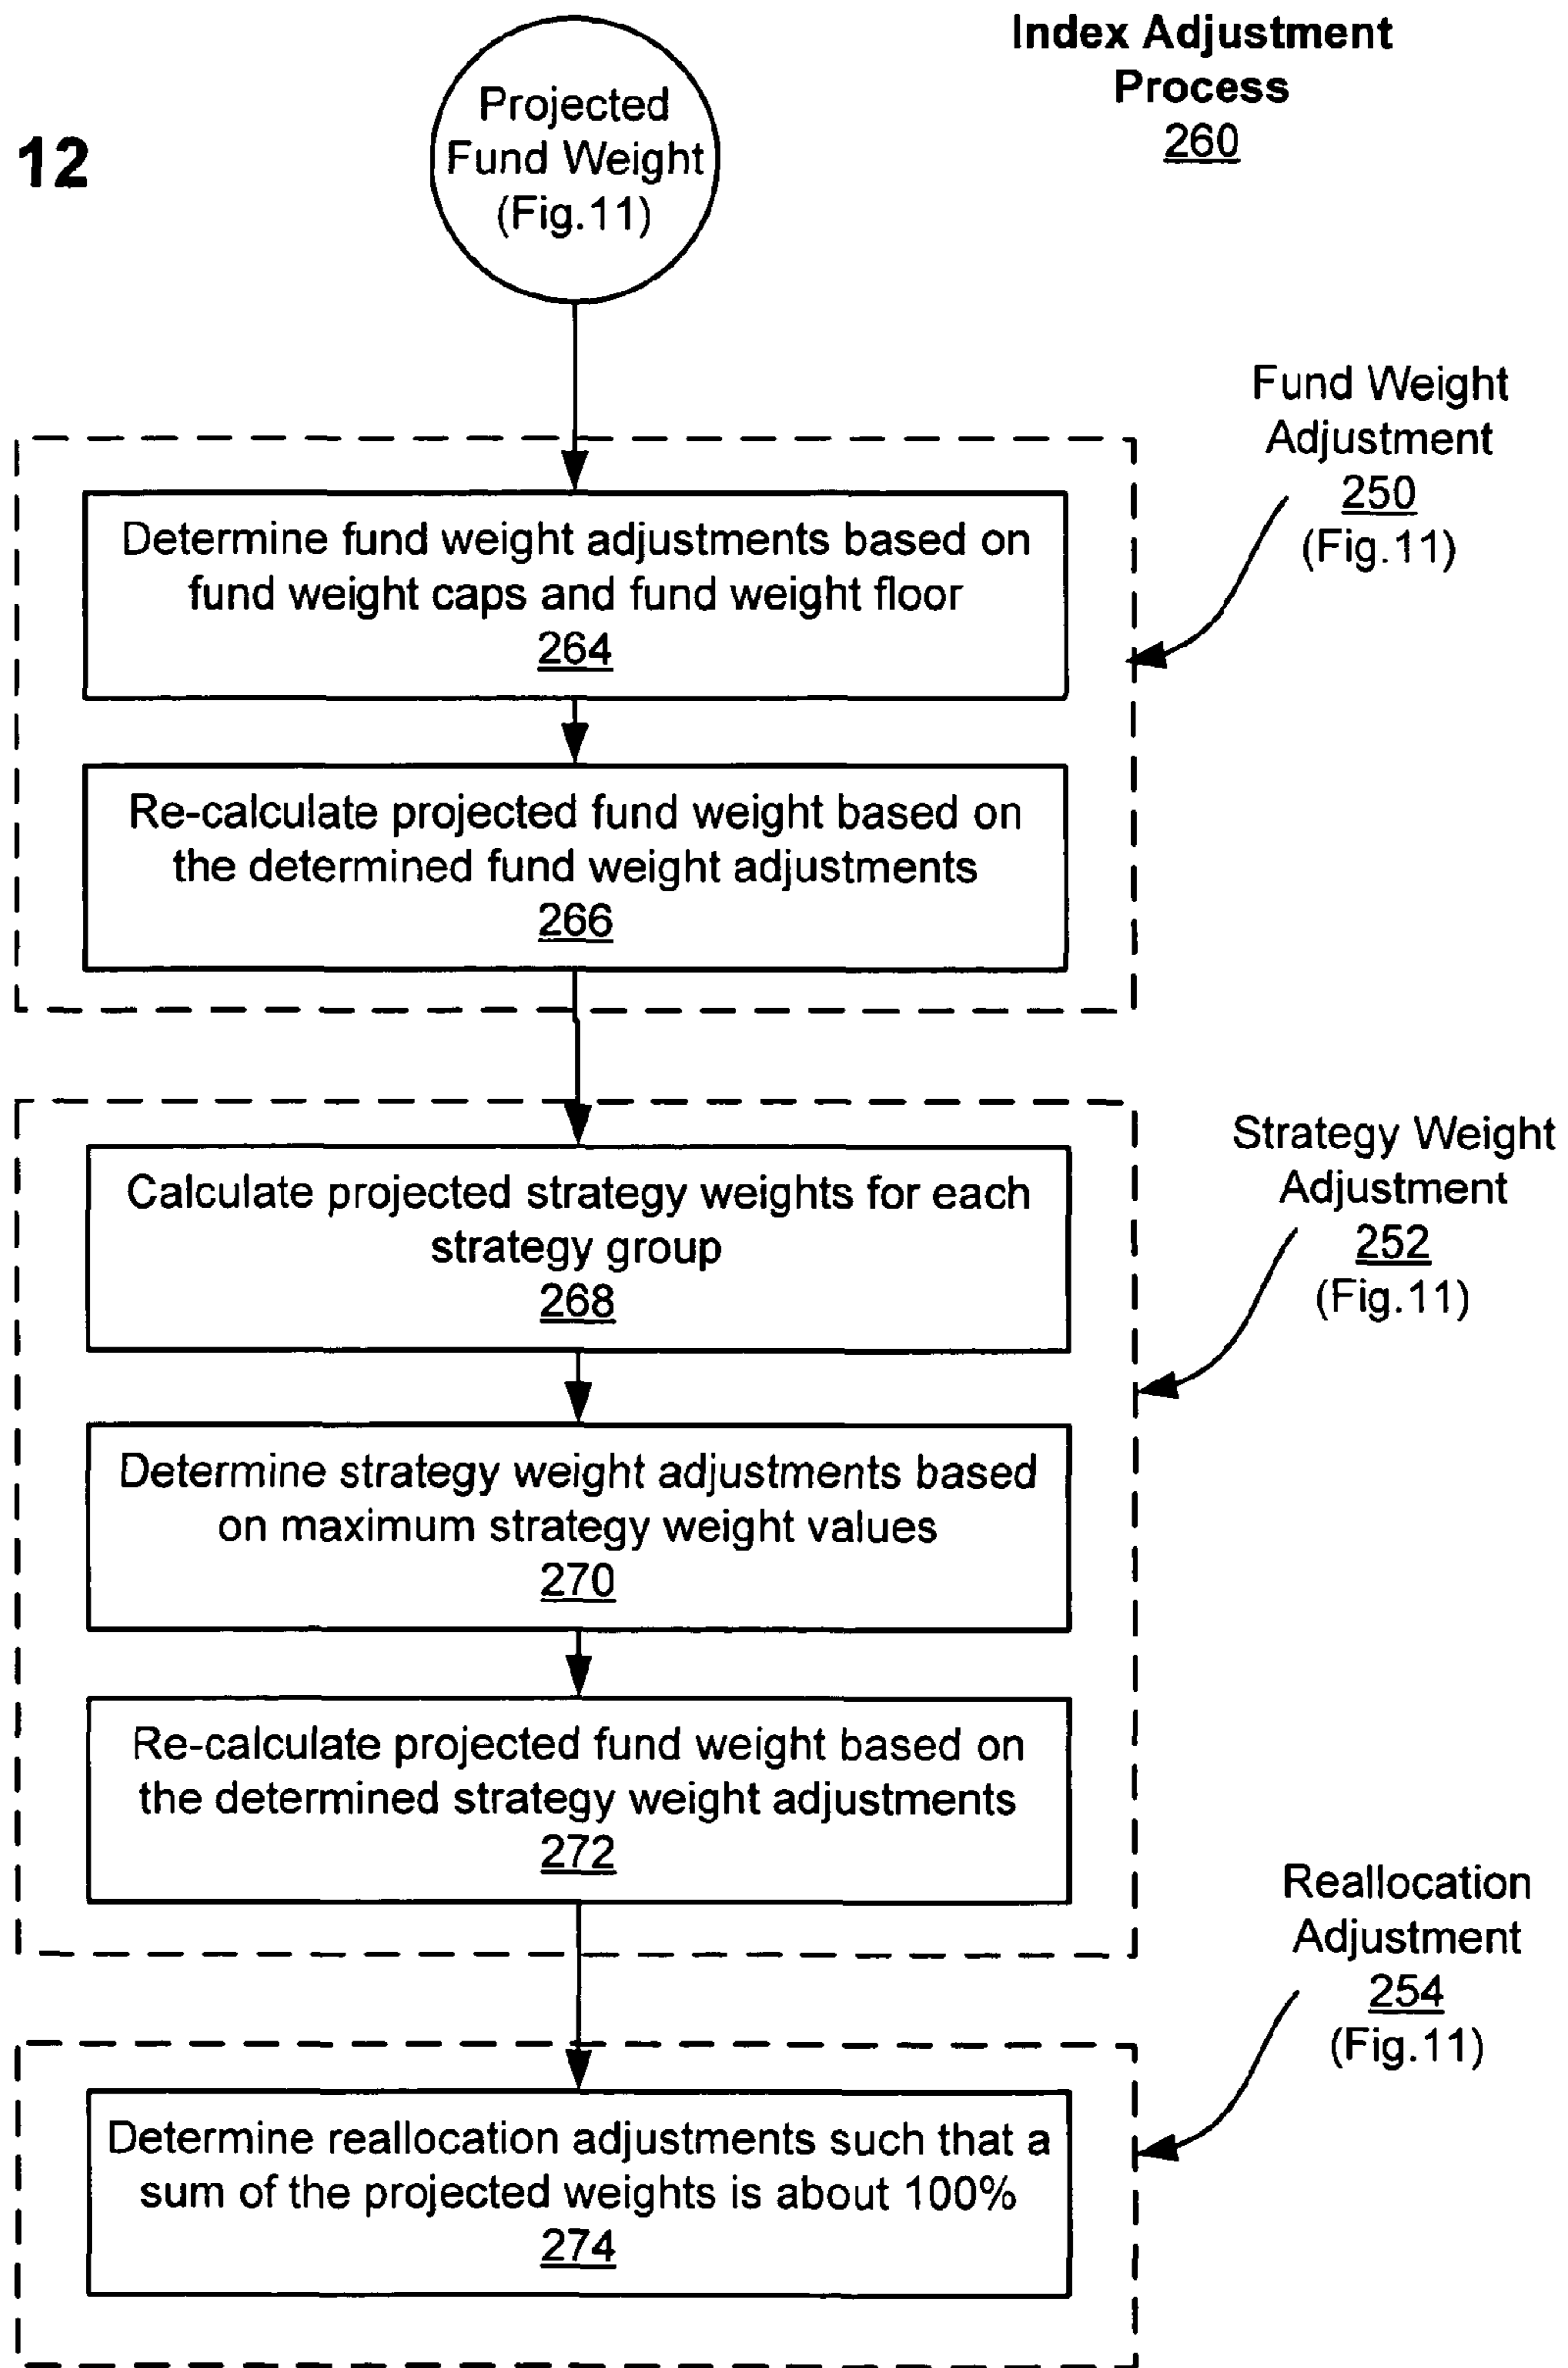 Index Adjustment
Process
260
12
Projected
Fund Weight
(Fig.11)
Fund Weight
Adjustment
250
(Fig.11)
Determine fund weight adjustments based on
fund weight caps and fund weight floor
264
Re-calculate projected fund weight based on
the determined fund weight adjustments
266
Strategy Weight
Adjustment
252
(Fig.11)
Calculate projected strategy weights for each
strategy group
268
Determine strategy weight adjustments based
on maximum strategy weight values
270
Re-calculate projected fund weight based on
the determined strategy weight adjustments
272
Reallocation
Adjustment
254
(Fig.11)
Determine reallocation adjustments such that a
sum of the projected weights is about 100%
274